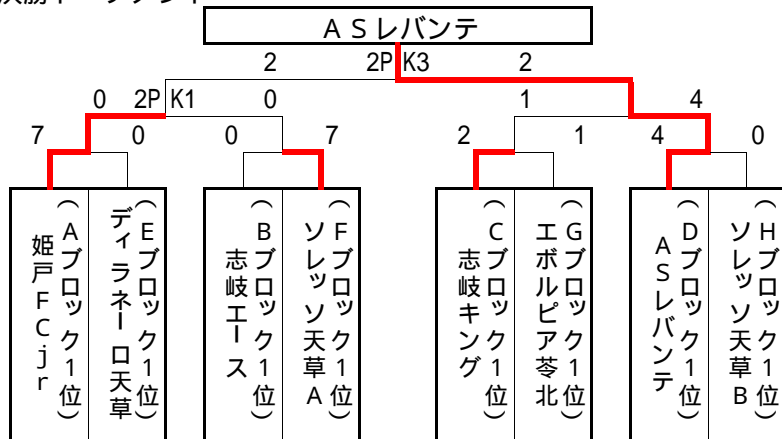 ASレバンテ
2 2P K3 2
0 2P K1 0 1 4
7 0 0 7 2 1 4 0
(Aブロック1位)
姫戸FCjr
(Eブロック1位)
ディラネーロ天草
(Bブロック1位)
志岐エース
(Fブロック1位)
ソレッソ天草A
(Cブロック1位)
志岐キング
(Gブロック1位)
エボルピア苓北
(Dブロック1位)
ASレバンテ
(Hブロック1位)
ソレッソ天草B